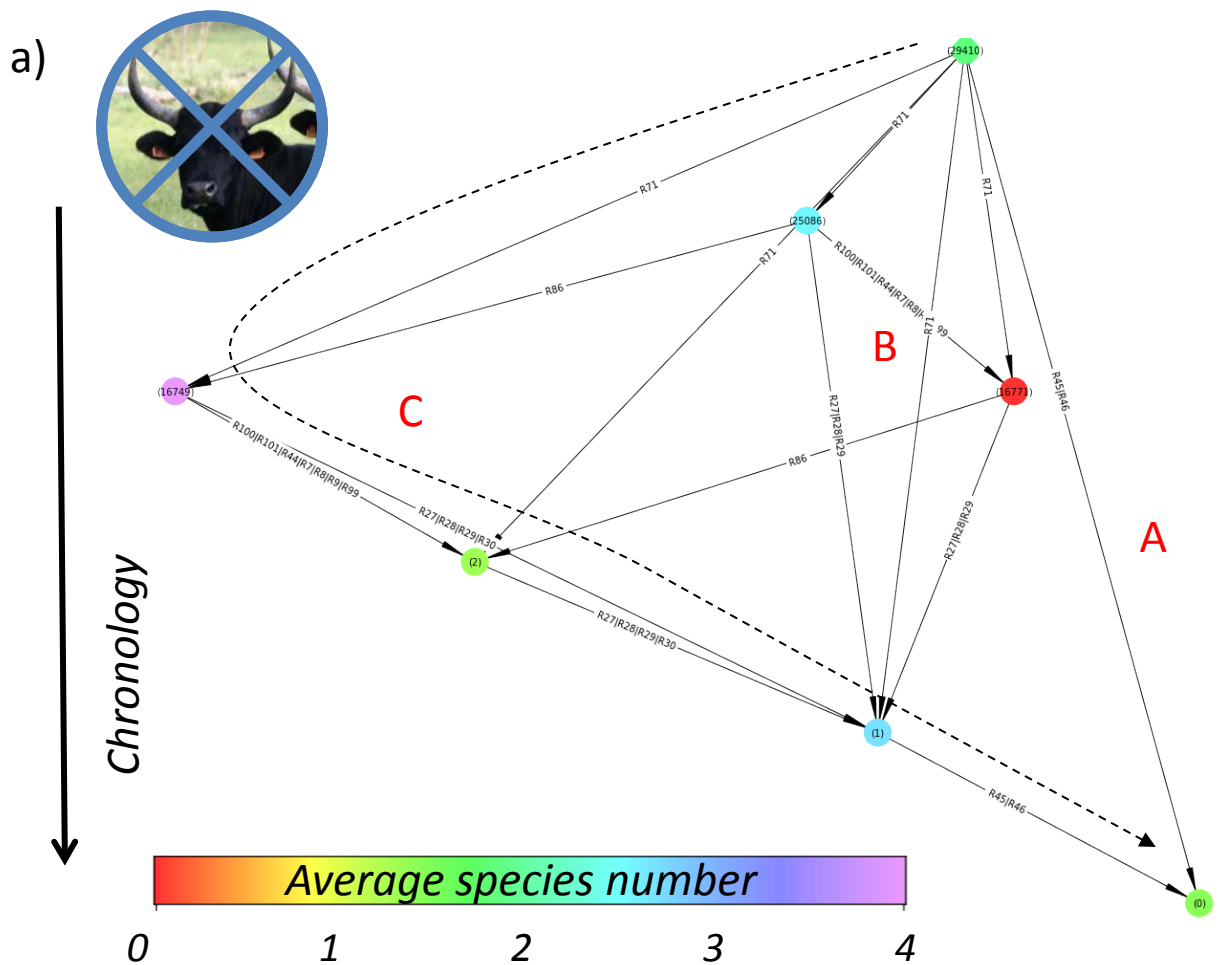 a)
(29410)
R71
R71
R71
(25086)
R71
R86
R100|R101|R44|R7|R8|
99
R71
B
R45|R46
(16749)
(16771)
C
R100|R101|R44|R7|R8|R9|R99
R27|R28|R29
R86
R27|R28|R29|R30
R27|R28|R29
A
(2)
R27|R28|R29|R30
Chronology
(1)
R45|R46
Average species number
(0)
0 1 2 3 4